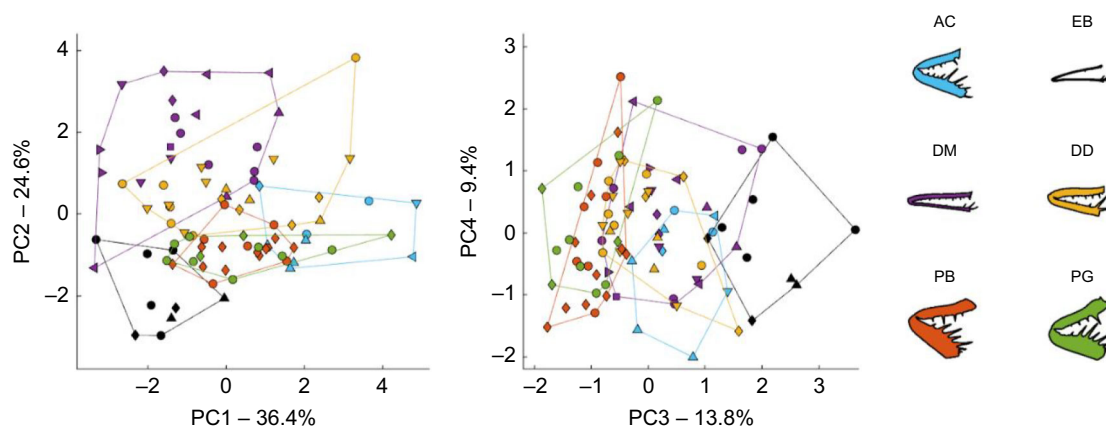 4
2
0
–2
PC2 – 24.6%
–2
0
2
4
PC1 – 36.4%
3
2
1
0
–1
–2
PC4 – 9.4%
–2
–1
0
1
2
3
PC3 – 13.8%
AC
EB
DM
DD
PB
PG